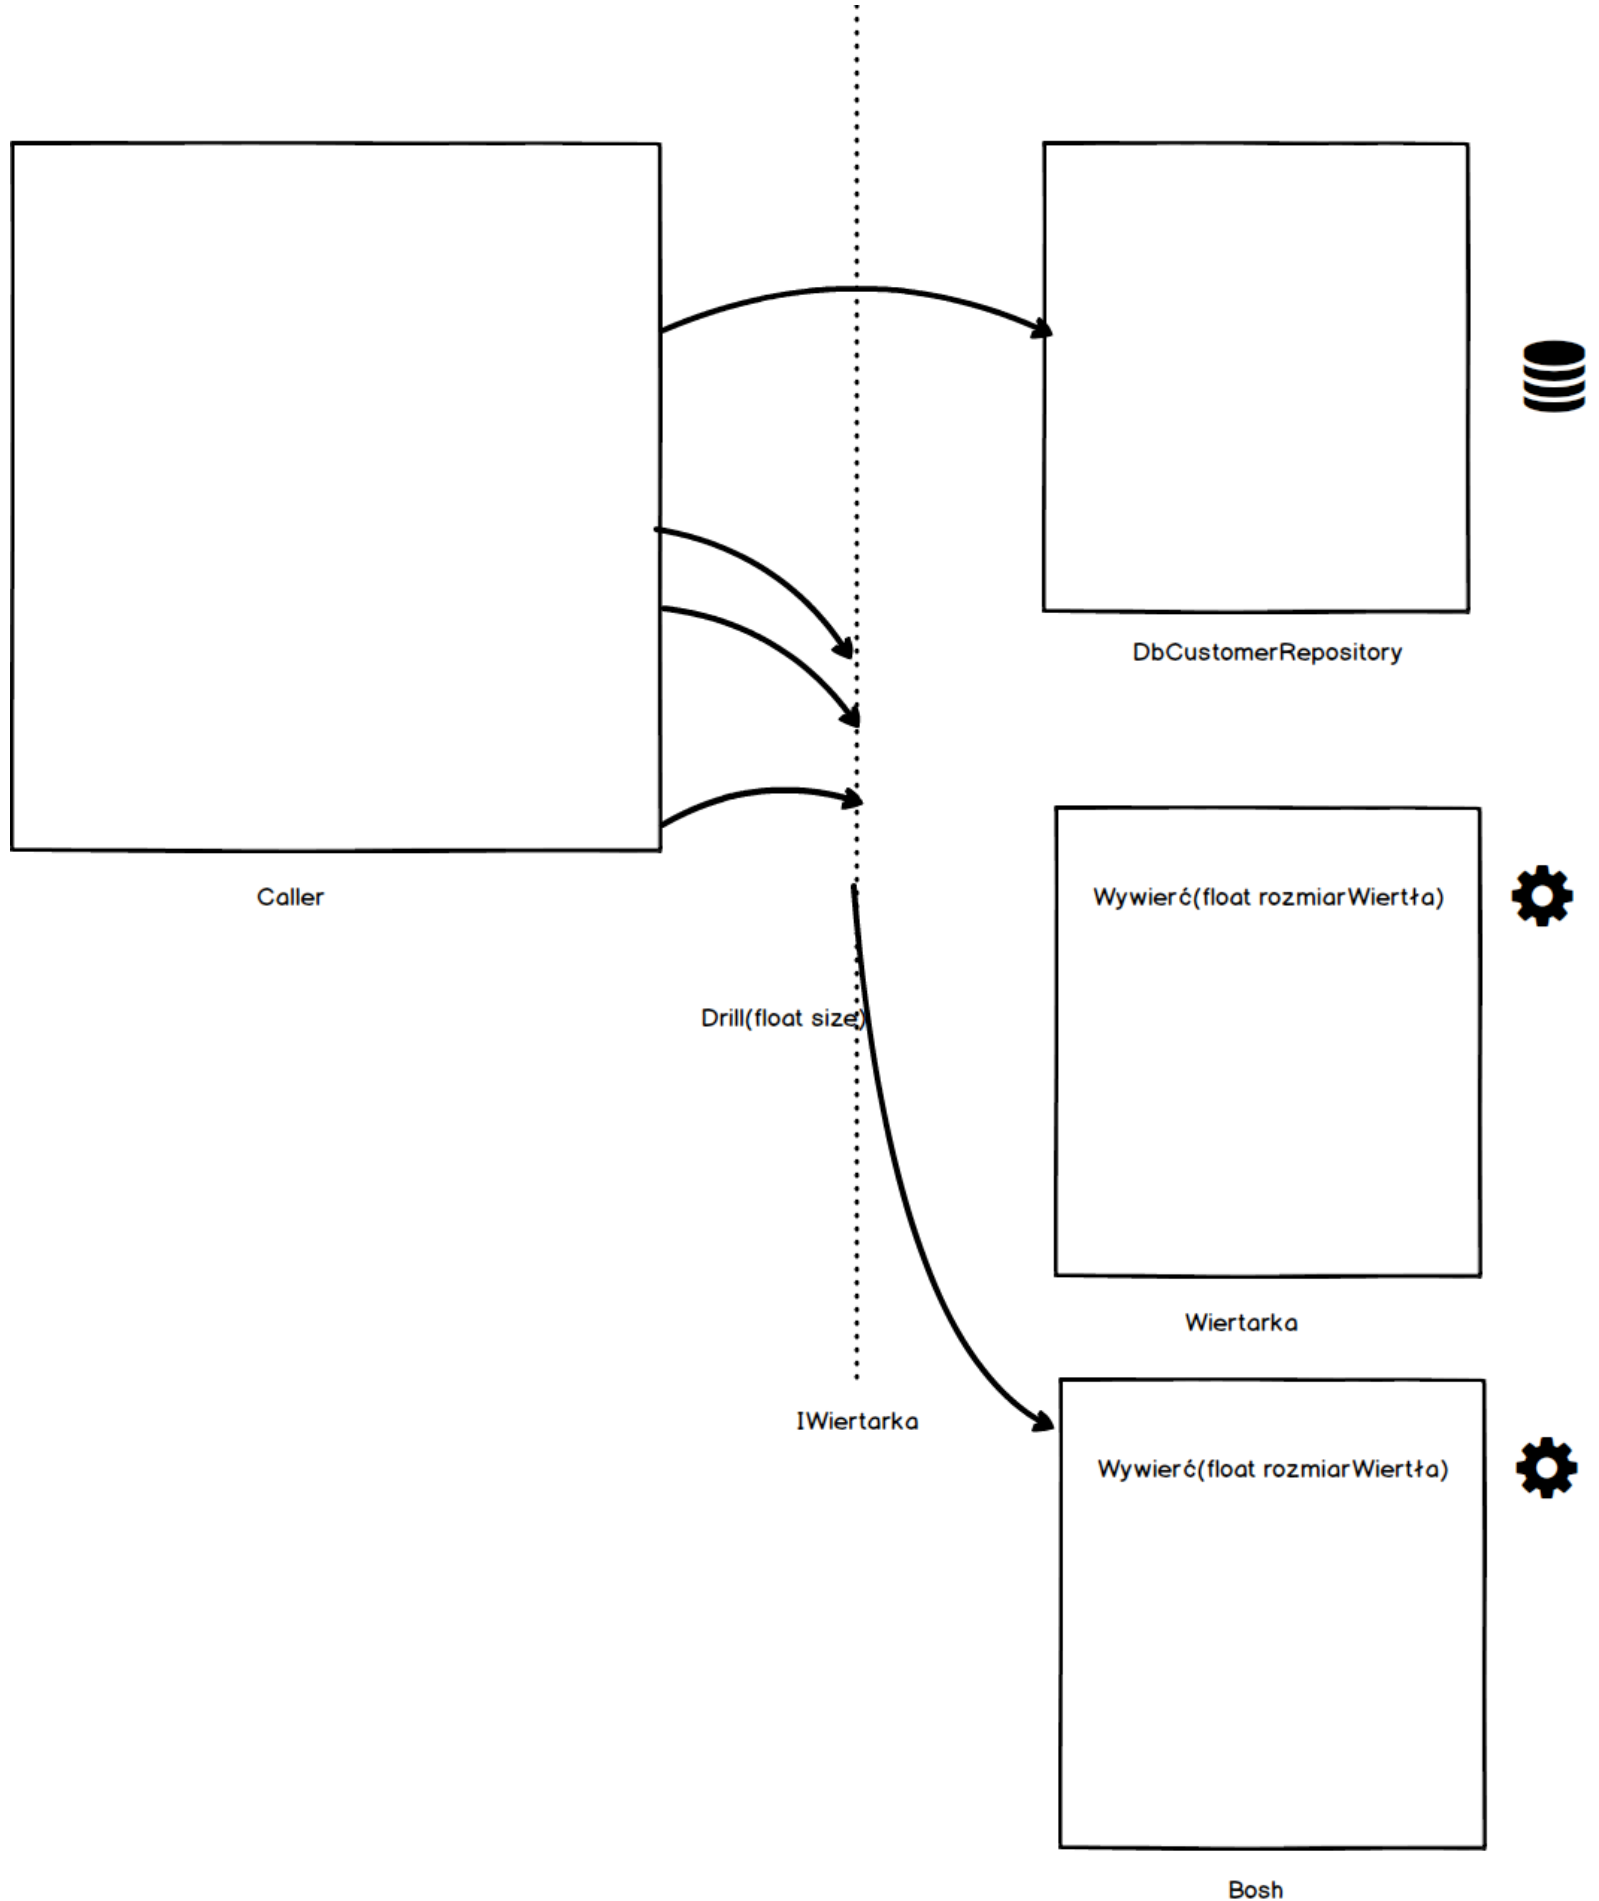 DbCustomerRepository
Caller
Wywierć(float rozmiarWiertła)
Drill(float size)
Wiertarka
IWiertarka
Wywierć(float rozmiarWiertła)
Bosh